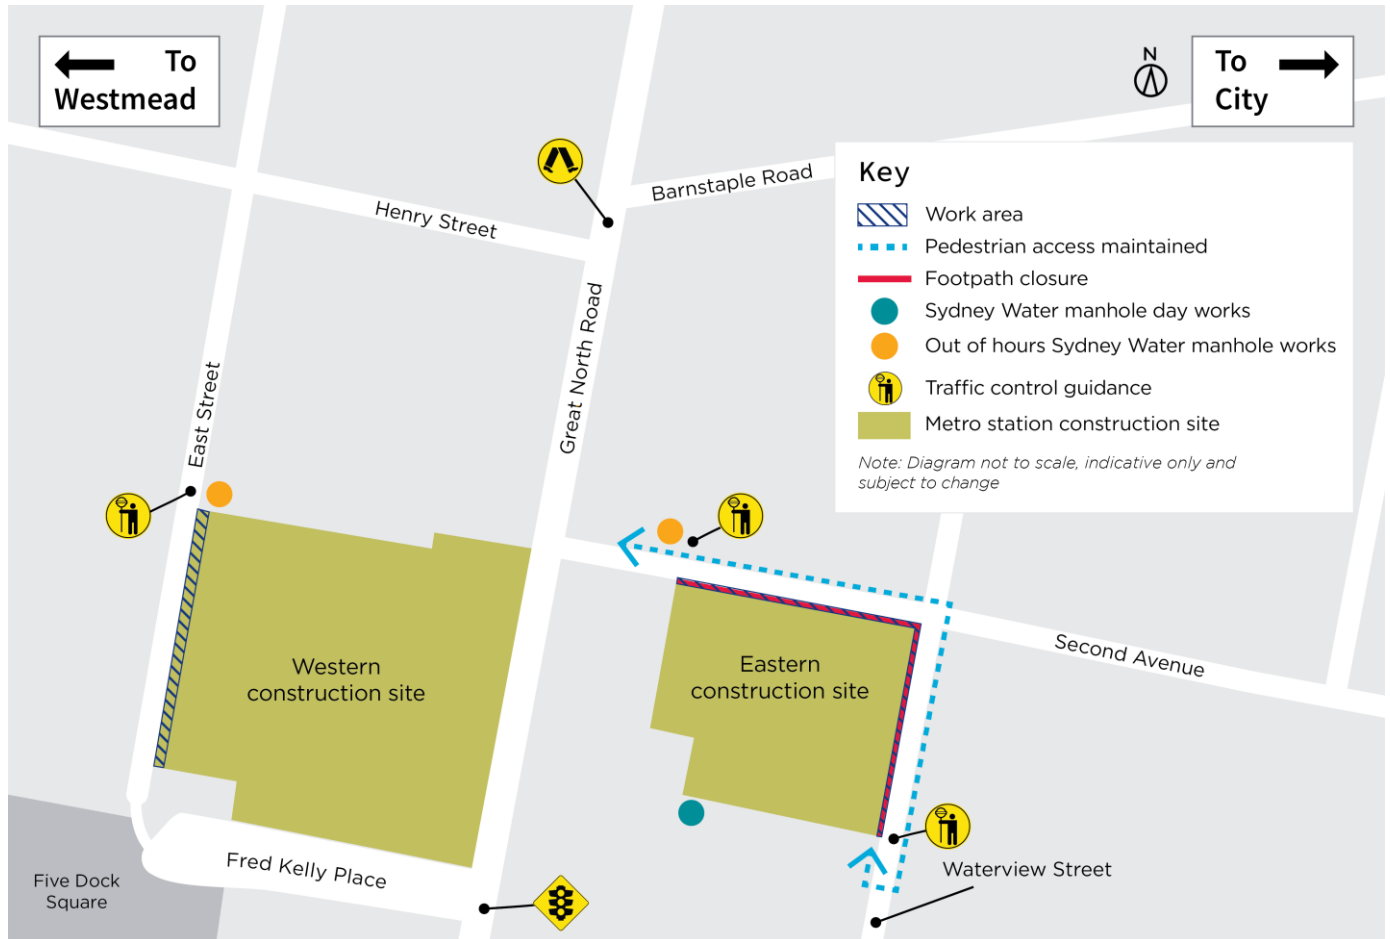 To
Westmead
N
To
City
Barnstaple Road
Henry Street
Key
Work area
Pedestrian access maintained
Footpath closure
Sydney Water manhole day works
Out of hours Sydney Water manhole works
Traffic control guidance
Metro station construction site
Note: Diagram not to scale, indicative only and
subject to change
Great North Road
East Street
Second Avenue
Western
construction site
Eastern
construction site
Waterview Street
Fred Kelly Place
Five Dock
Square